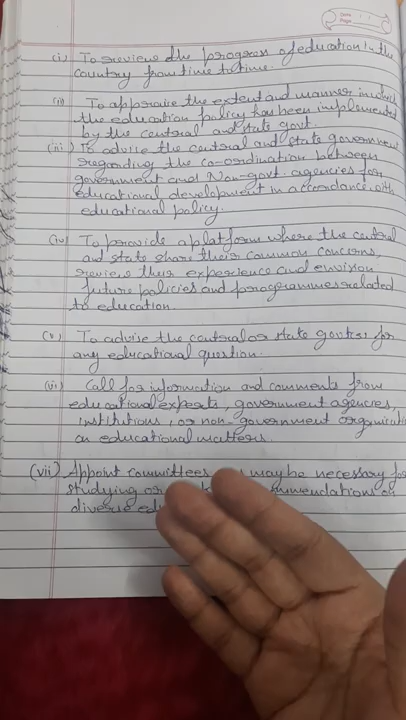 (i) To review the progress of education in the
country from time to time.
(ii) To appraise the extent and manner in which
the education policy has been implemented
by the central and state govt.
(iii) To advise the central and state government
regarding the co-ordination between
government and Non-govt. agencies for
educational development in accordance with
educational policy.
(iv) To provide a platform where the central
and state share their common concerns,
review their experience and envision
future policies and programmes related
to education.
(v) To advise the central or state govts: for
any educational question.
(vi) Call for information and comments from
educational experts, government agencies,
institutions, or non-government
on educational matters.
(vii) Appoint committees may be necessary for
studying or
diverse